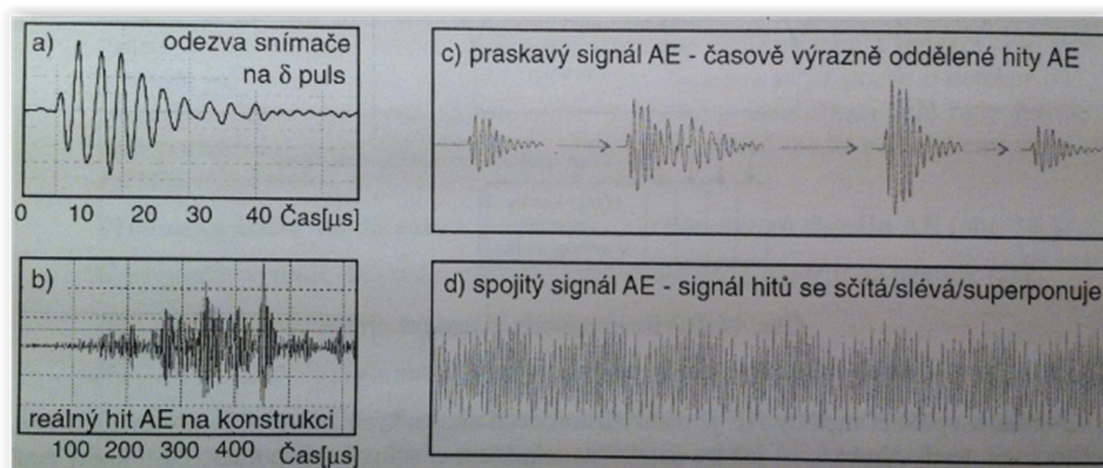 a)
odezva snímače
na δ puls
0 10 20 30 40 Čas[μs]
b)
reálný hit AE na konstrukci
100 200 300 400 Čas[μs]
c) praskavý signál AE - časově výrazně oddělené hity AE
d) spojitý signál AE - signál hitů se sčítá/slévá/superponuje